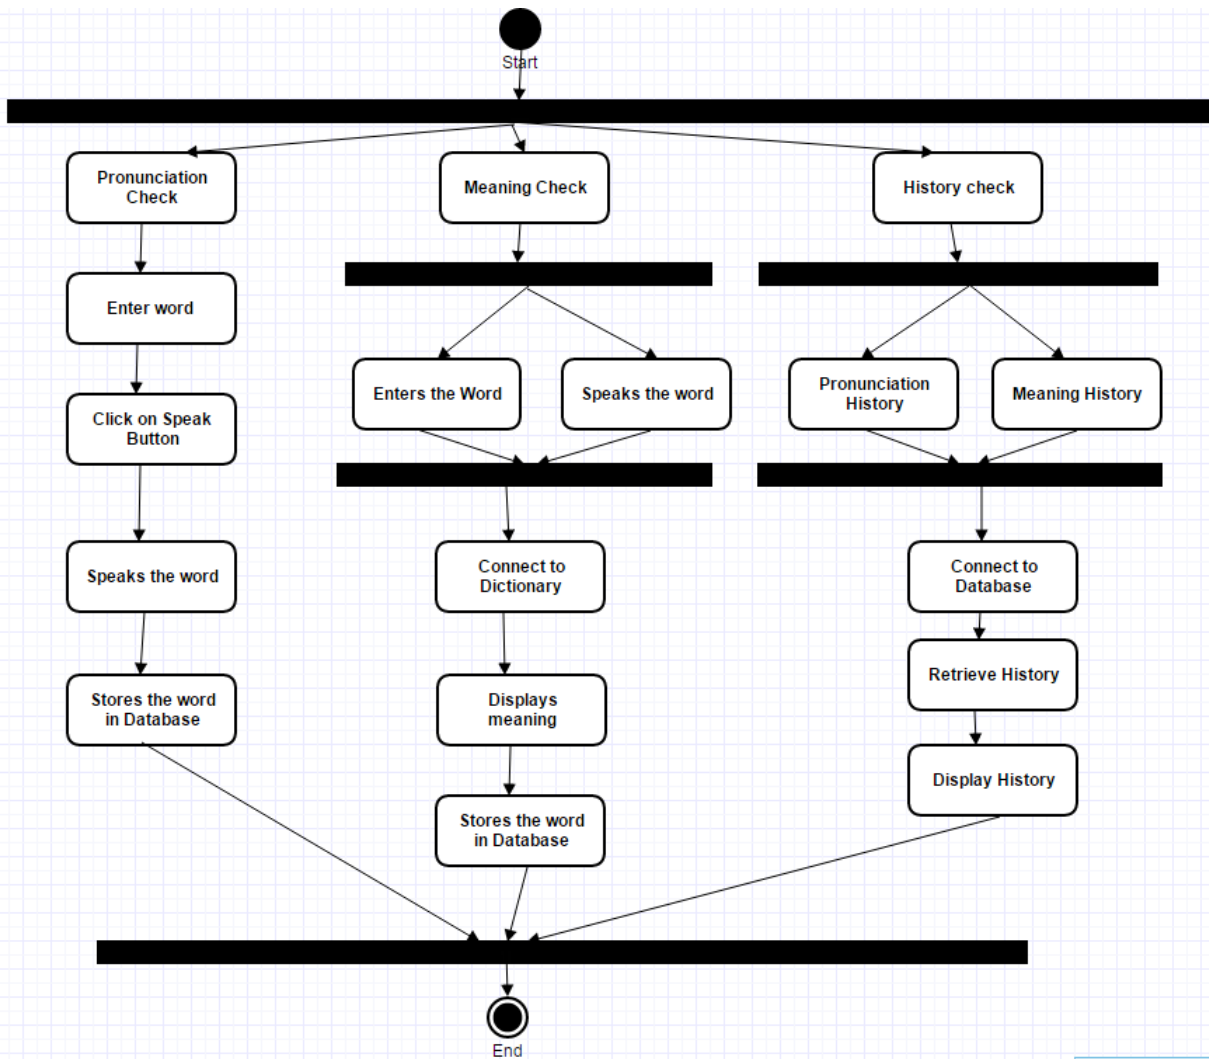 Start
Pronunciation
Check
Meaning Check
History check
Enter word
Enters the Word
Speaks the word
Pronunciation
History
Meaning History
Click on Speak
Button
Speaks the word
Connect to
Dictionary
Connect to
Database
Retrieve History
Stores the word
in Database
Displays
meaning
Display History
Stores the word
in Database
End